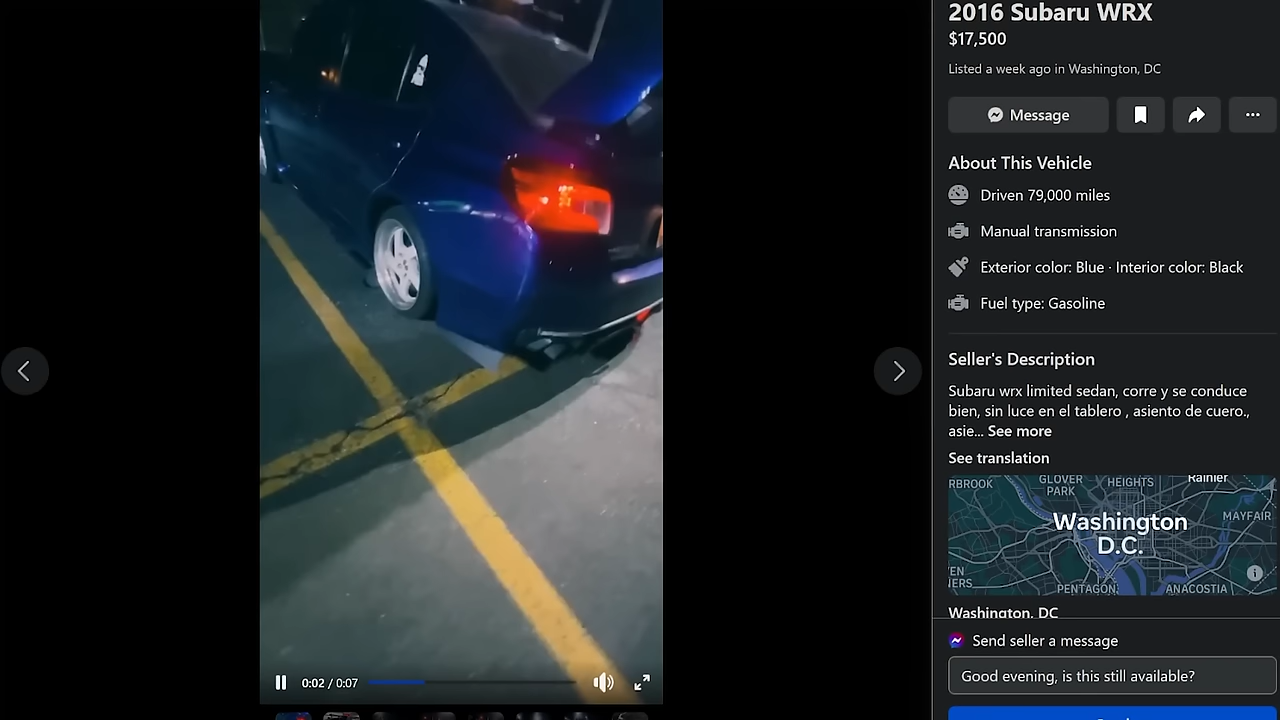 2016 Subaru WRX
$17,500
Listed a week ago in Washington, DC
Message
About This Vehicle
Driven 79,000 miles
Manual transmission
Exterior color: Blue · Interior color: Black
Fuel type: Gasoline
Seller's Description
Subaru wrx limited sedan, corre y se conduce
bien, sin luce en el tablero , asiento de cuero.,
asie... See more
See translation
RBROOK
GLOVER
PARK
HEIGHTS
Rainier
Washington
D.C.
MAYFAIR
EN
NERS
PENTAGON
ANACOSTIA
Washington, DC
Send seller a message
Good evening, is this still available?
0:02 / 0:07